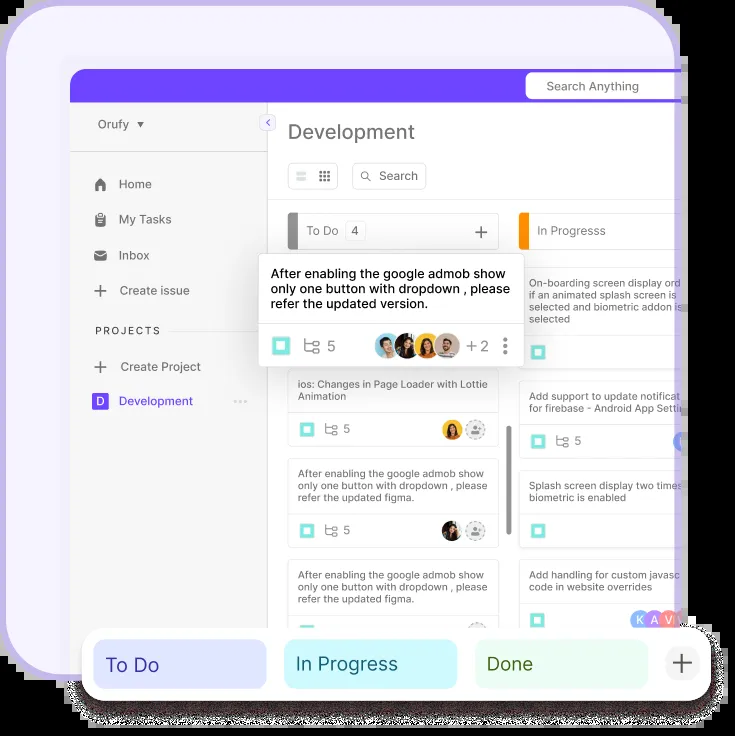 Search Anything
Orufy
Development
Home
My Tasks
Inbox
Create issue
PROJECTS
Create Project
D Development
Search
To Do 4
In Progresss
After enabling the google admob show
only one button with dropdown , please
refer the updated version.
5
+2
ios: Changes in Page Loader with Lottie
Animation
5
After enabling the google admob show
only one button with dropdown , please
refer the updated figma.
5
After enabling the google admob show
only one button with dropdown , please
refer the updated figma.
On-boarding screen display ord
if an animated splash screen is
selected and biometric addon is
selected
Add support to update notificat
for firebase - Android App Setti
5
Splash screen display two times
biometric is enabled
Add handling for custom javasc
code in website overrides
K A V
To Do
In Progress
Done